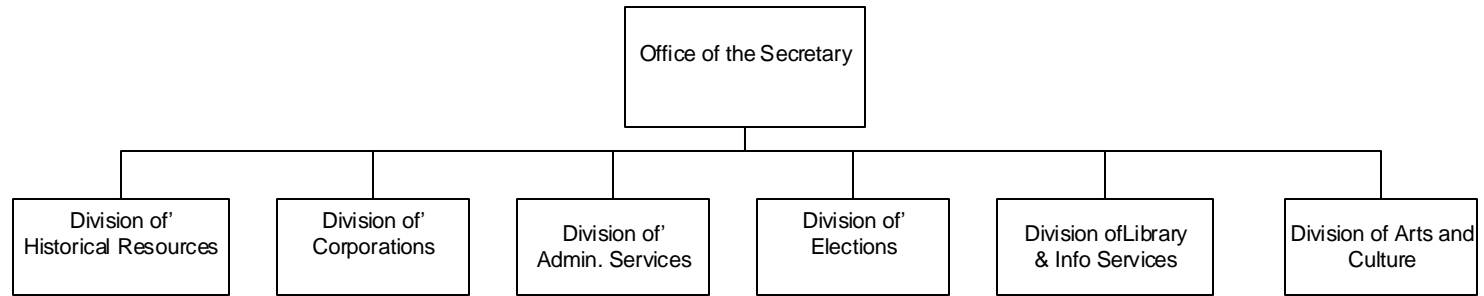 Office of the Secretary
Division of’
Historical Resources
Division of’
Corporations
Division of’
Admin. Services
Division of’
Elections
Division ofLibrary
& Info Services
Division of Arts and
Culture